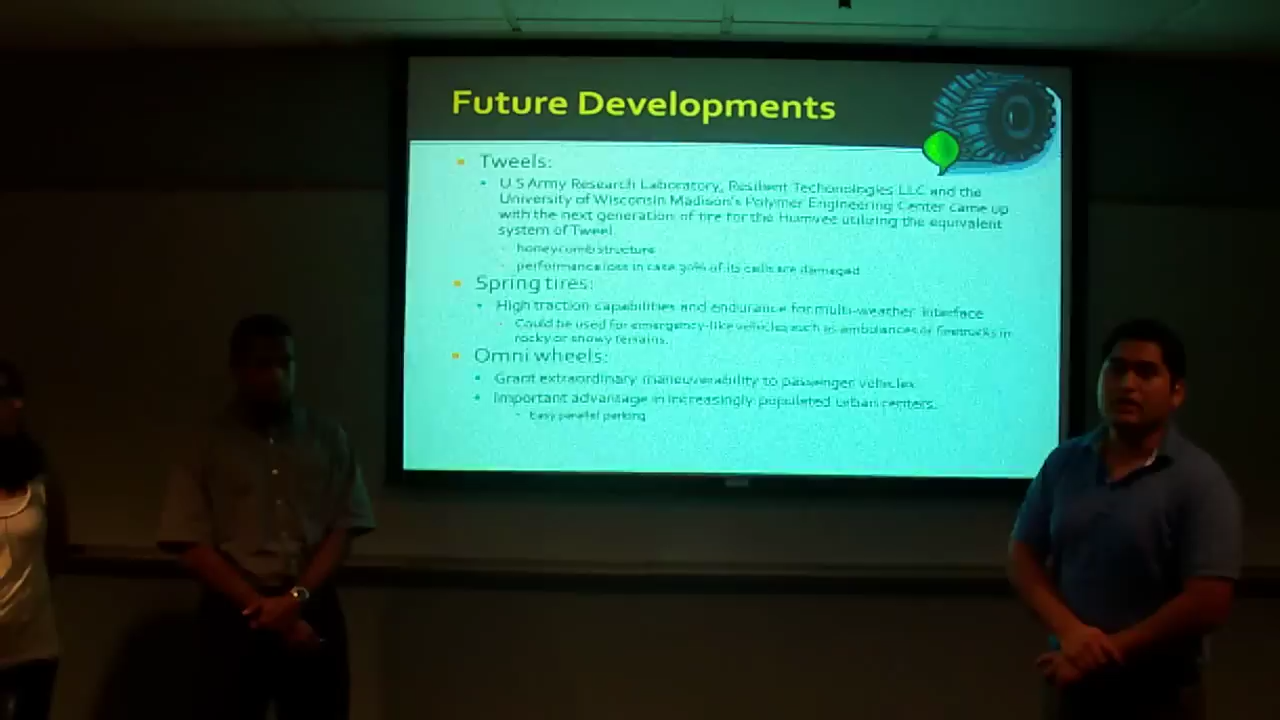 Future Developments
Tweels:
U S Army Research Laboratory, Resilient Techonologies LLC and the
University of Wisconsin Madison's Polymer Engineering Center came up
with the next generation of tire for the Humvee utilizing the equivalent
system of Tweel.
honeycomb structure
performance loss in case 30% of its cells are damaged
Spring tires:
High traction capabilities and endurance for multi-weather interface
Could be used for emergency-like vehicles such as ambulances or firetrucks in
rocky or snowy terrains.
Omni wheels:
Grant extraordinary maneuverability to passenger vehicles
Important advantage in increasingly populated urban centers.
Easy parallel parking